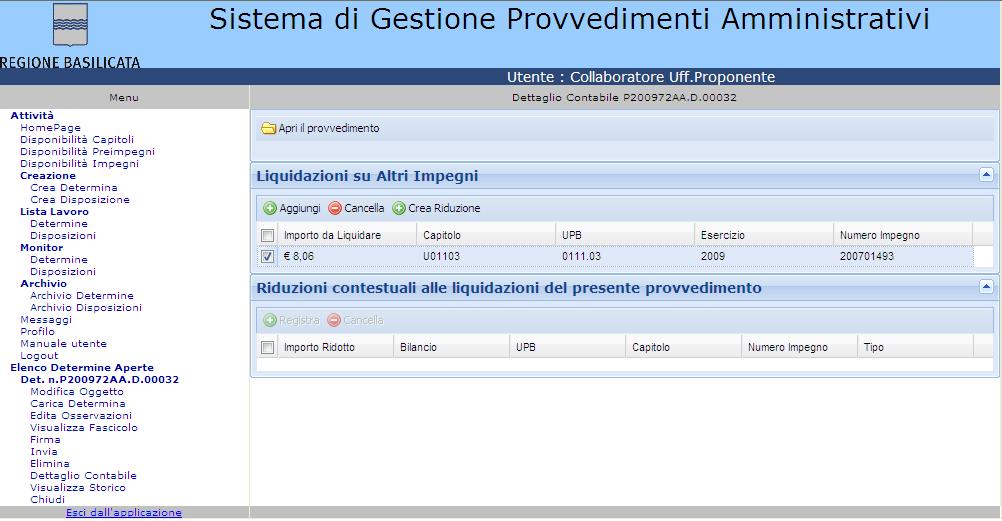 Sistema di Gestione Provvedimenti Amministrativi
REGIONE BASILICATA
Utente : Collaboratore Uff.Proponente
Menu
Attività
HomePage
Disponibilità Capitoli
Disponibilità Preimpegni
Disponibilità Impegni
Creazione
Crea Determina
Crea Disposizione
Lista Lavoro
Determine
Disposizioni
Monitor
Determine
Disposizioni
Archivio
Archivio Determine
Archivio Disposizioni
Messaggi
Profilo
Manuale utente
Logout
Elenco Determine Aperte
Det. n.P200972AA.D.00032
Modifica Oggetto
Carica Determina
Edita Osservazioni
Visualizza Fascicolo
Firma
Invia
Elimina
Dettaglio Contabile
Visualizza Storico
Chiudi
Esci dall'applicazione
Dettaglio Contabile P200972AA.D.00032
Apri il provvedimento
Liquidazioni su Altri Impegni
Aggiungi Cancella Crea Riduzione
Importo da Liquidare Capitolo UPB Esercizio Numero Impegno
€ 8,06 U01103 0111.03 2009 200701493
Riduzioni contestuali alle liquidazioni del presente provvedimento
Registra Cancella
Importo Ridotto Bilancio UPB Capitolo Numero Impegno Tipo